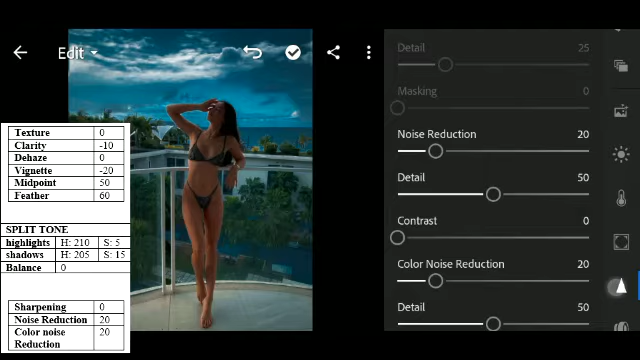 Edit
Detail 25
Masking 0
Noise Reduction 20
Detail 50
Contrast 0
Color Noise Reduction 20
Detail 50
Texture 0
Clarity -10
Dehaze 0
Vignette -20
Midpoint 50
Feather 60
SPLIT TONE
highlights H: 210 S: 5
shadows H: 205 S: 15
Balance 0
Sharpening 0
Noise Reduction 20
Color noise 20
Reduction